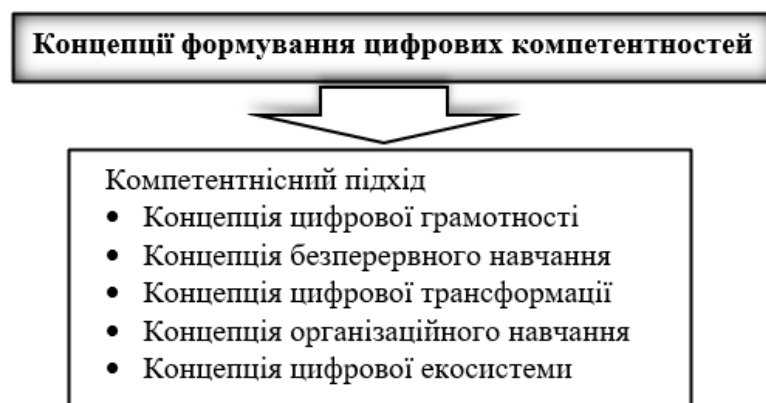 Концепції формування цифрових компетентностей
Компетентнісний підхід
• Концепція цифрової грамотності
• Концепція безперервного навчання
• Концепція цифрової трансформації
• Концепція організаційного навчання
• Концепція цифрової екосистеми